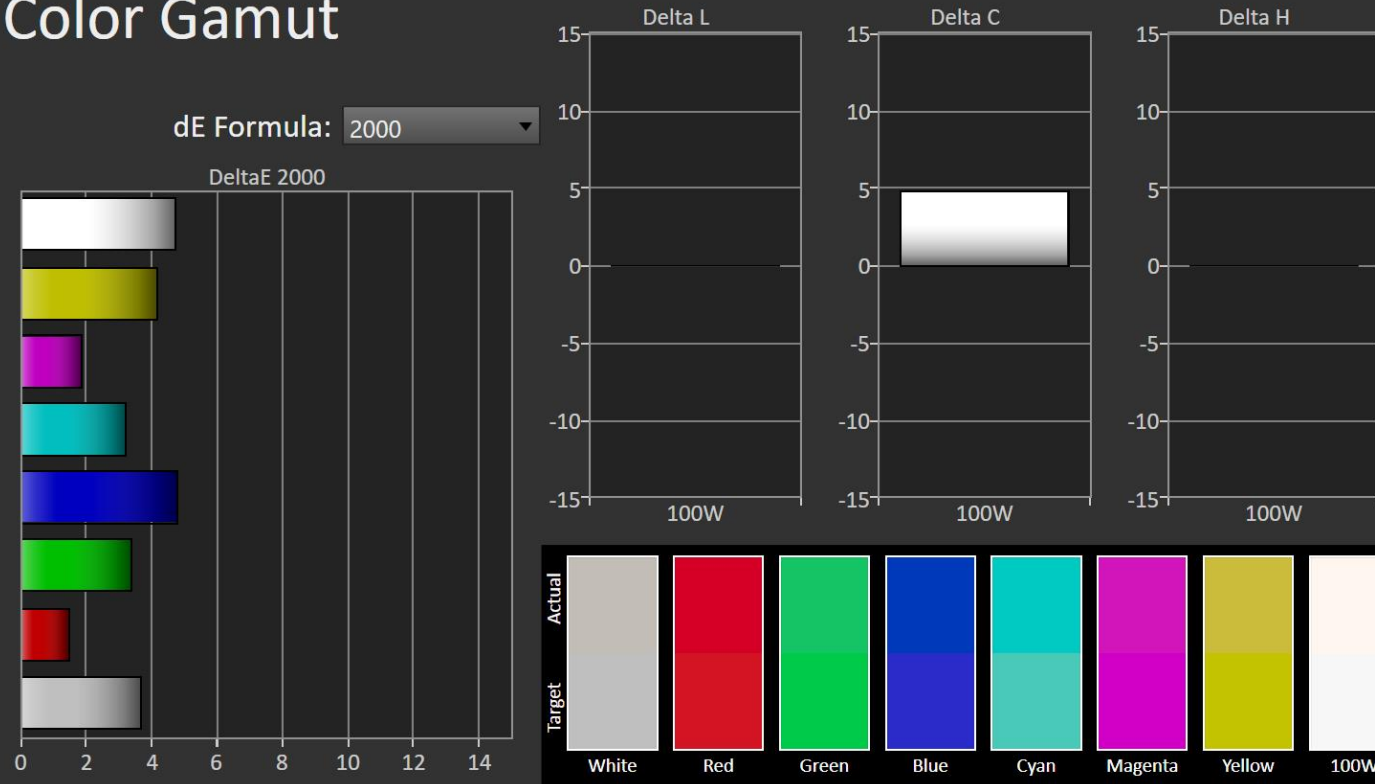 Color Gamut
dE Formula: 2000
DeltaE 2000
0 2 4 6 8 10 12 14
Delta L
15
10
5
0
-5
-10
-15
100W
Delta C
15
10
5
0
-5
-10
-15
100W
Delta H
15
10
5
0
-5
-10
-15
100W
Actual
Target
White Red Green Blue Cyan Magenta Yellow 100W